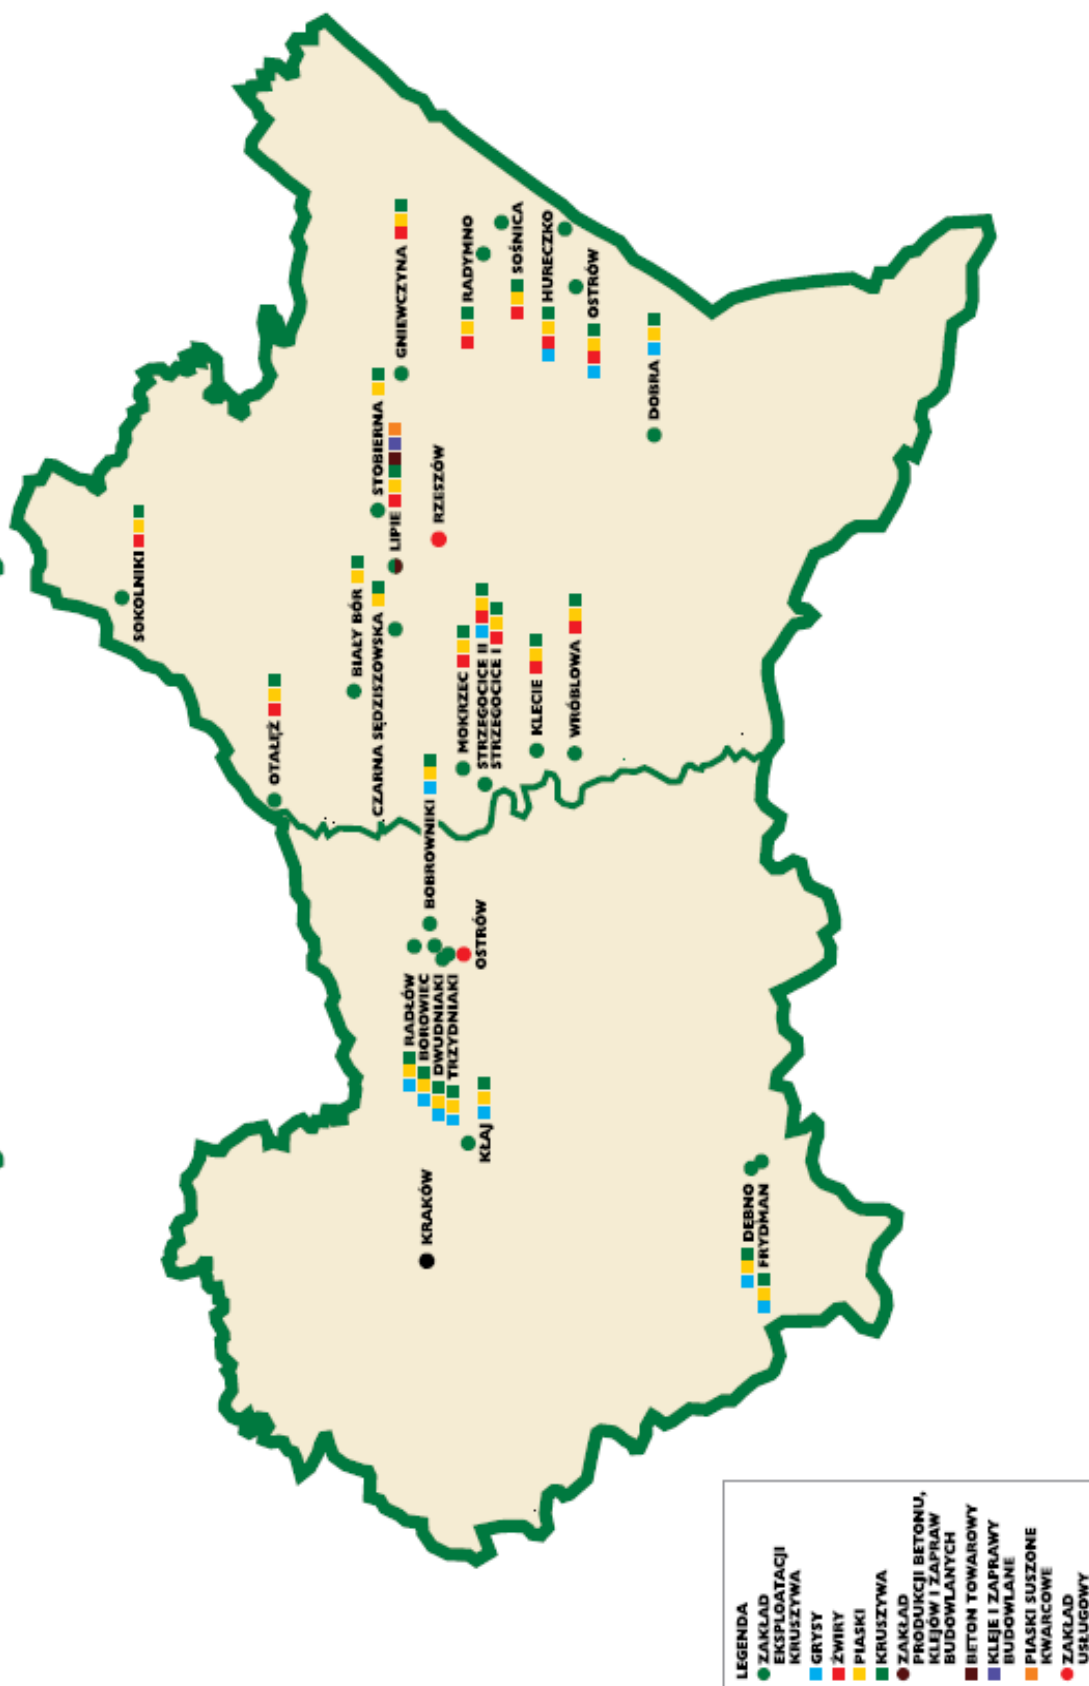 SOKOLNIKI
OTAŁĘŻ
BIAŁY BÓR
CZARNA SĘDZISZOWSKA
STOBIERNA
LIPIE
GNIEWCZYNA
RZESZÓW
RADYMNO
SOŚNICA
HURECZKO
OSTRÓW
DOBRA
MOKRZEC
STRZEGOCICE II
STRZEGOCICE I
KLECIE
WRÓBLOWA
BOBROWNIKI
OSTRÓW
RADŁÓW
BOROWIEC
DWUDNIAKI
TRZYDNIAKI
KŁAJ
KRAKÓW
DEBNO
FRYDMAN
LEGENDA
ZAKŁAD
EKSPLOATACJI
KRUSZYWA
GRYSY
ŻWIRY
PIASKI
KRUSZYWA
ZAKŁAD
PRODUKCJI BETONU,
KLEJÓW I ZAPRAW
BUDOWLANYCH
BETON TOWAROWY
KLEJE I ZAPRAWY
BUDOWLANE
PIASKI SUSZONE
KWARCOWE
ZAKŁAD
USŁUGOWY